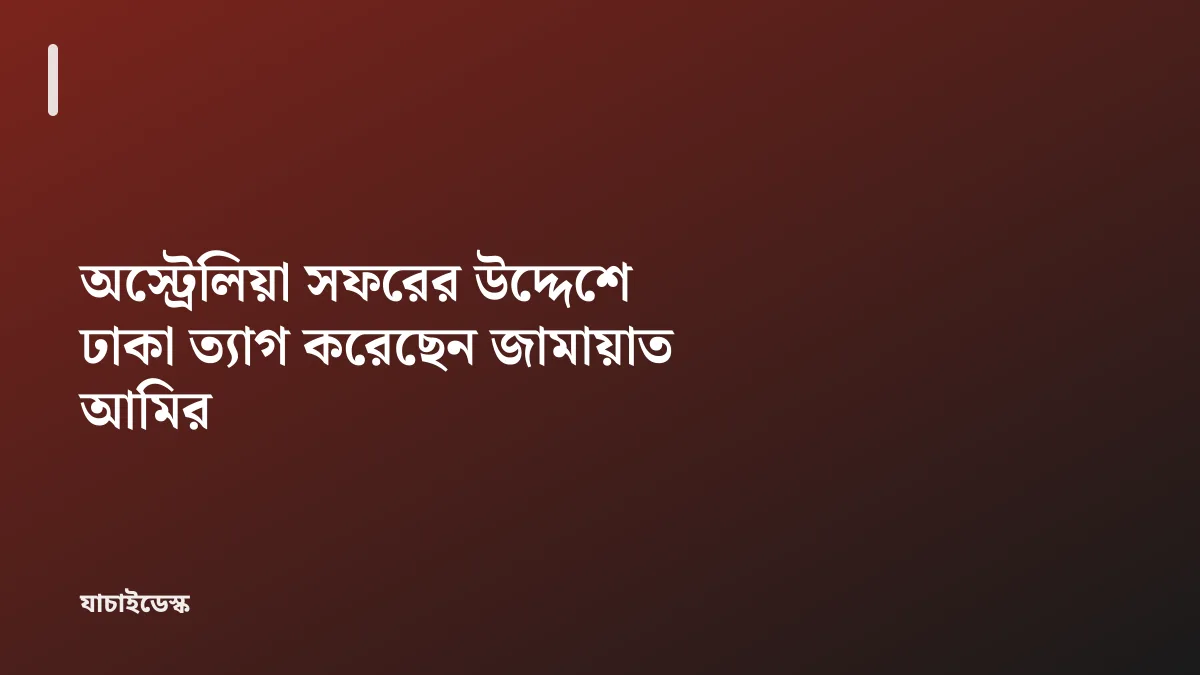 অস্ট্রেলিয়া সফরের উদ্দেশে
ঢাকা ত্যাগ করেছেন জামায়াত
আমির
যাচাইডেস্ক